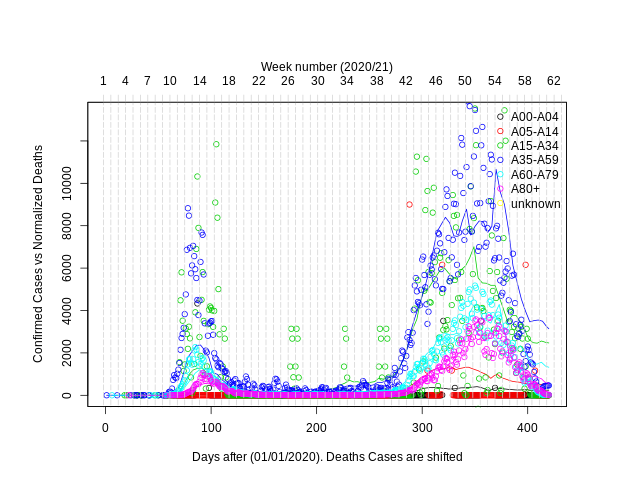 Week number (2020/21)
1 4 7 10 14 18 22 26 30 34 38 42 46 50 54 58 62
Confirmed Cases vs Normalized Deaths
0 2000 4000 6000 8000 10000
A00-A04
A05-A14
A15-A34
A35-A59
A60-A79
A80+
unknown
0 100 200 300 400
Days after (01/01/2020). Deaths Cases are shifted